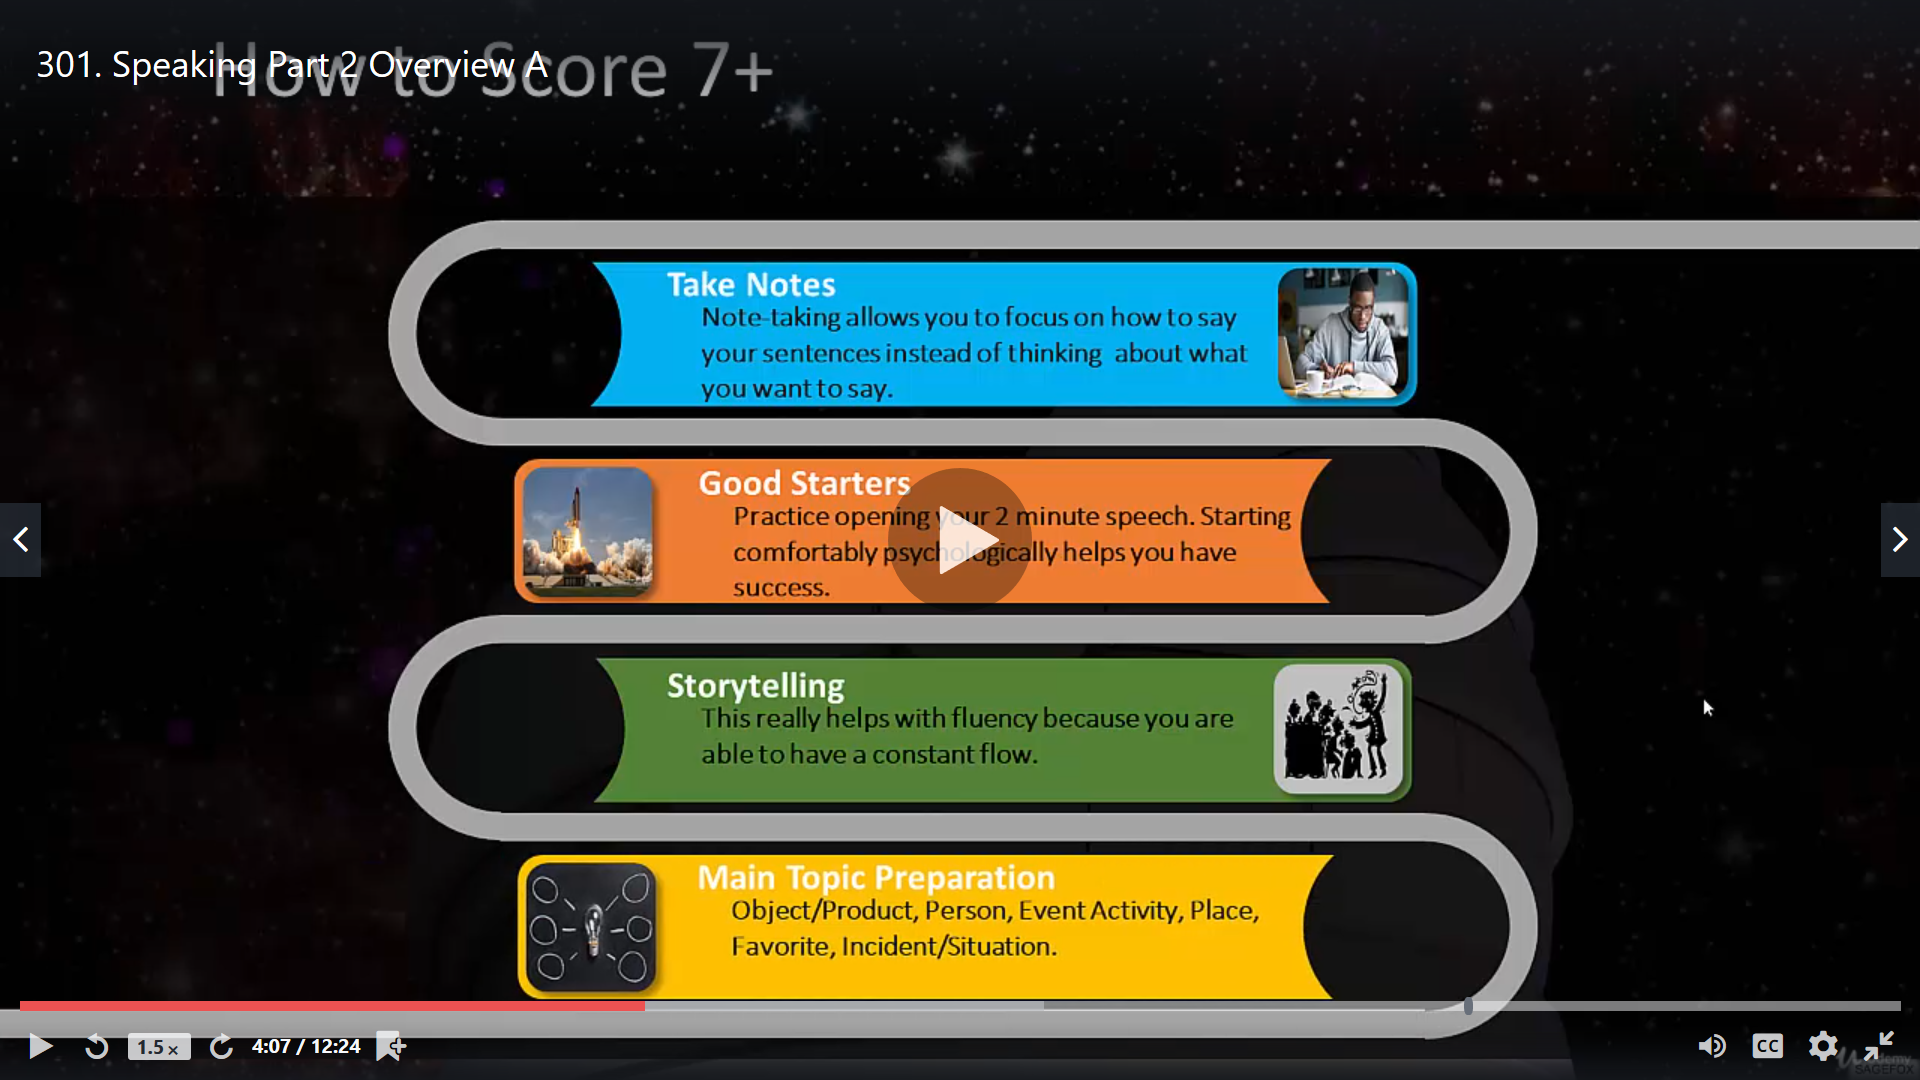 301. Speaking Part 2 Overview A
How to Score 7+
Take Notes
Note-taking allows you to focus on how to say
your sentences instead of thinking about what
you want to say.
Good Starters
Practice opening your 2 minute speech. Starting
comfortably psychologically helps you have
success.
Storytelling
This really helps with fluency because you are
able to have a constant flow.
Main Topic Preparation
Object/Product, Person, Event Activity, Place,
Favorite, Incident/Situation.
1.5 x
4:07 / 12:24
CC
Udemy
SAGEFOX